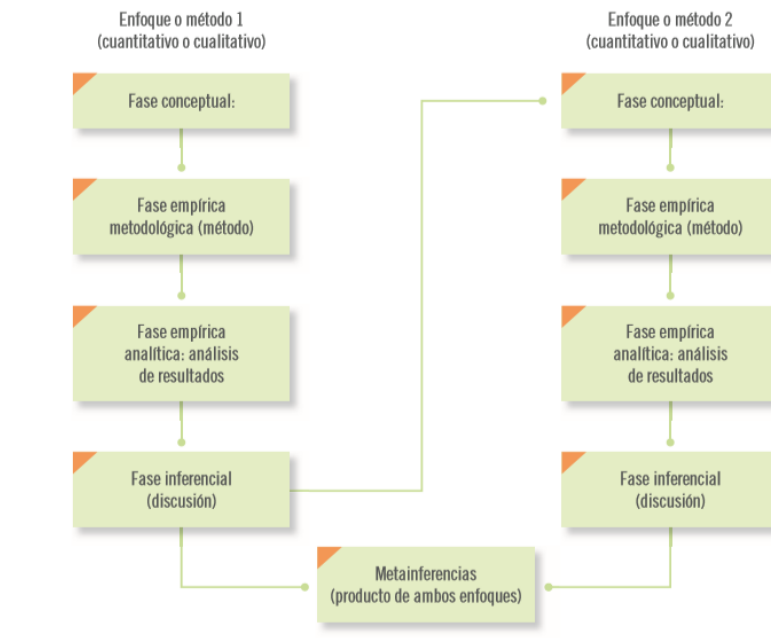 Enfoque o método 1
(cuantitativo o cualitativo)
Fase conceptual:
Fase empírica
metodológica (método)
Fase empírica
analítica: análisis
de resultados
Fase inferencial
(discusión)
Enfoque o método 2
(cuantitativo o cualitativo)
Fase conceptual:
Fase empírica
metodológica (método)
Fase empírica
analítica: análisis
de resultados
Fase inferencial
(discusión)
Metainferencias
(producto de ambos enfoques)